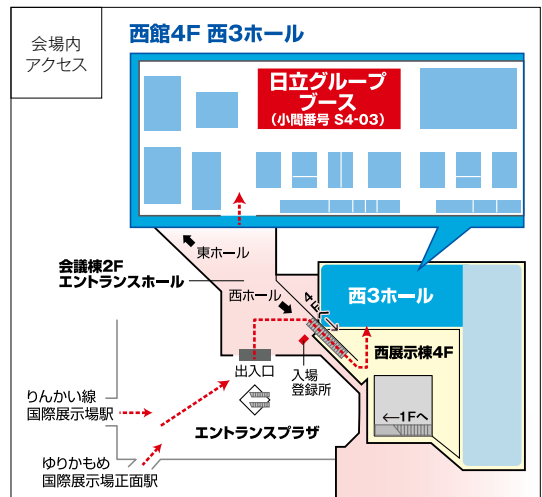 会場内
アクセス
西館4F 西3ホール
日立グループ
ブース
(小間番号 S4-03)
東ホール
会議棟2F
エントランスホール
西ホール
4Fへ
西3ホール
西展示棟4F
出入口
入場
登録所
←1Fへ
りんかい線
国際展示場駅
エントランスプラザ
ゆりかもめ
国際展示場正面駅